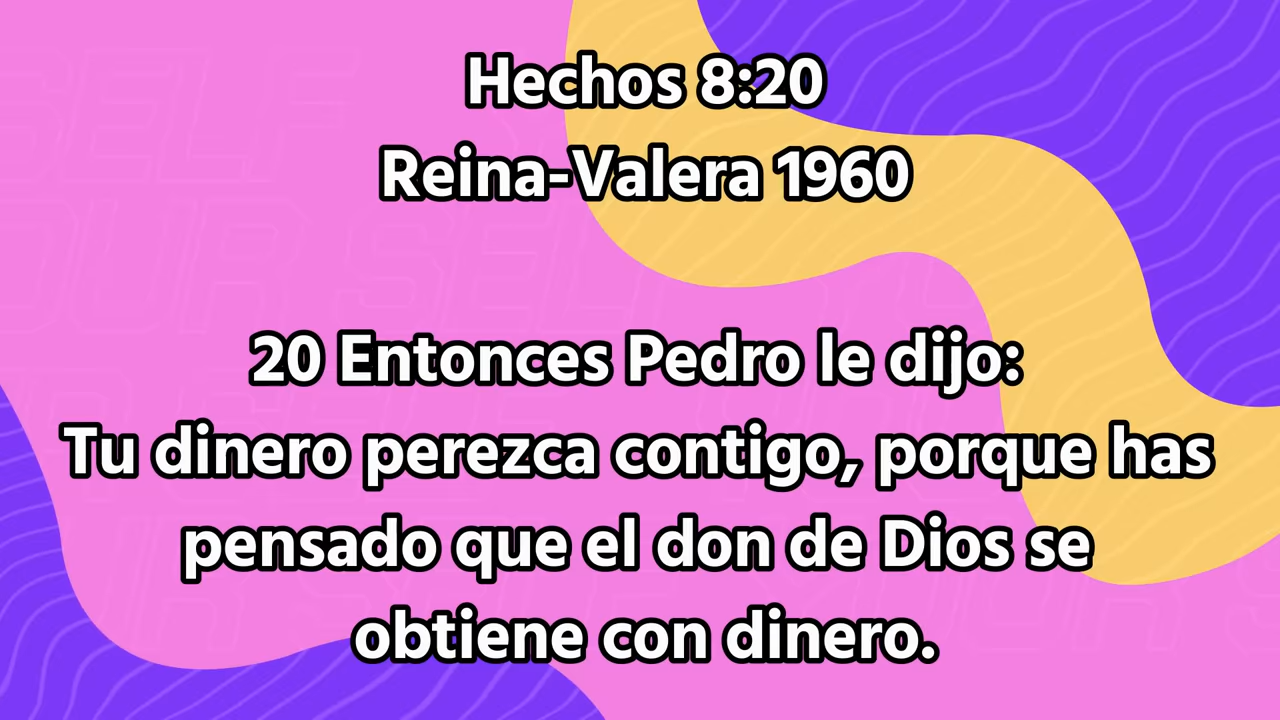 Hechos 8:20
Reina-Valera 1960
20 Entonces Pedro le dijo:
Tu dinero perezca contigo, porque has
pensado que el don de Dios se
obtiene con dinero.